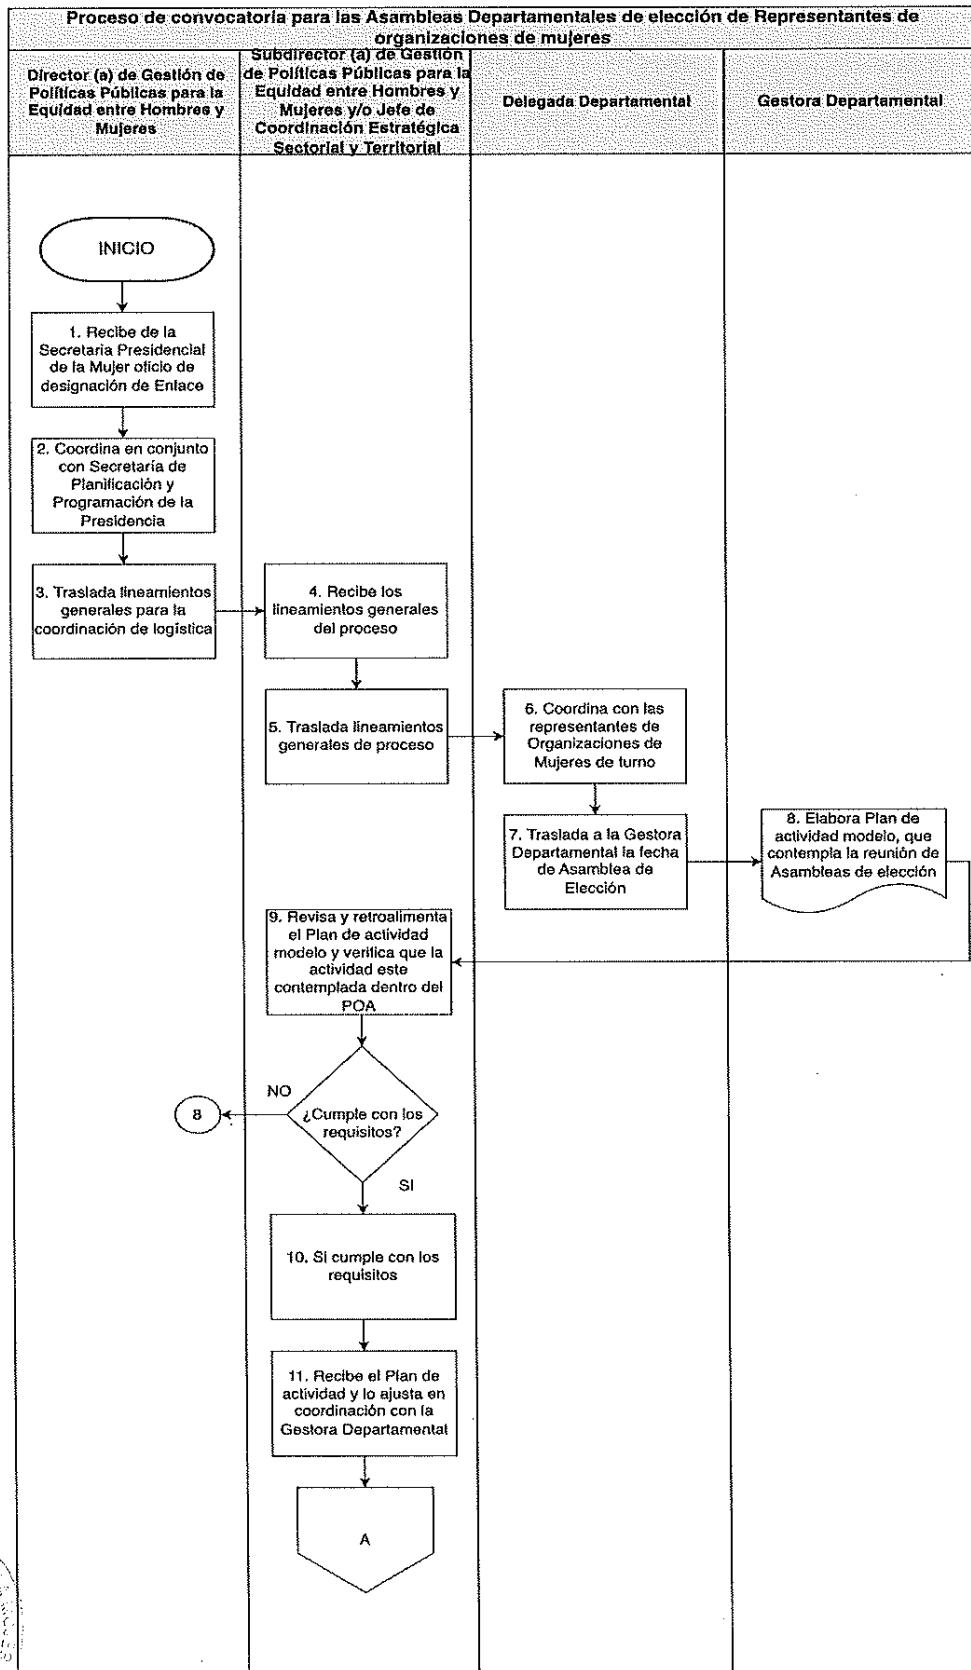 Proceso de convocatoria para las Asambleas Departamentales de elección de Representantes de
organizaciones de mujeres
Director (a) de Gestión de
Políticas Públicas para la
Equidad entre Hombres y
Mujeres
Subdirector (a) de Gestión
de Políticas Públicas para la
Equidad entre Hombres y
Mujeres y/o Jefe de
Coordinación Estratégica
Sectorial y Territorial
Delegada Departamental
Gestora Departamental
INICIO
1. Recibe de la
Secretaria Presidencial
de la Mujer oficio de
designación de Enlace
2. Coordina en conjunto
con Secretaría de
Planificación y
Programación de la
Presidencia
3. Traslada lineamientos
generales para la
coordinación de logística
4. Recibe los
lineamientos generales
del proceso
5. Traslada lineamientos
generales de proceso
6. Coordina con las
representantes de
Organizaciones de
Mujeres de turno
7. Traslada a la Gestora
Departamental la fecha
de Asamblea de
Elección
8. Elabora Plan de
actividad modelo, que
contempla la reunión de
Asambleas de elección
9. Revisa y retroalimenta
el Plan de actividad
modelo y verifica que la
actividad este
contemplada dentro del
POA
NO
8
¿Cumple con los
requisitos?
SI
10. Si cumple con los
requisitos
11. Recibe el Plan de
actividad y lo ajusta en
coordinación con la
Gestora Departamental
A